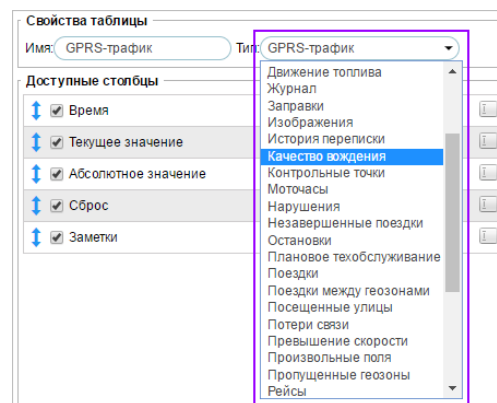 Свойства таблицы
Имя: GPRS-трафик Тип: GPRS-трафик
Доступные столбцы
Время
Текущее значение
Абсолютное значение
Сброс
Заметки
Движение топлива
Журнал
Заправки
Изображения
История переписки
Качество вождения
Контрольные точки
Моточасы
Нарушения
Незавершенные поездки
Остановки
Плановое техобслуживание
Поездки
Поездки между геозонами
Посещенные улицы
Потери связи
Превышение скорости
Произвольные поля
Пропущенные геозоны
Рейсы